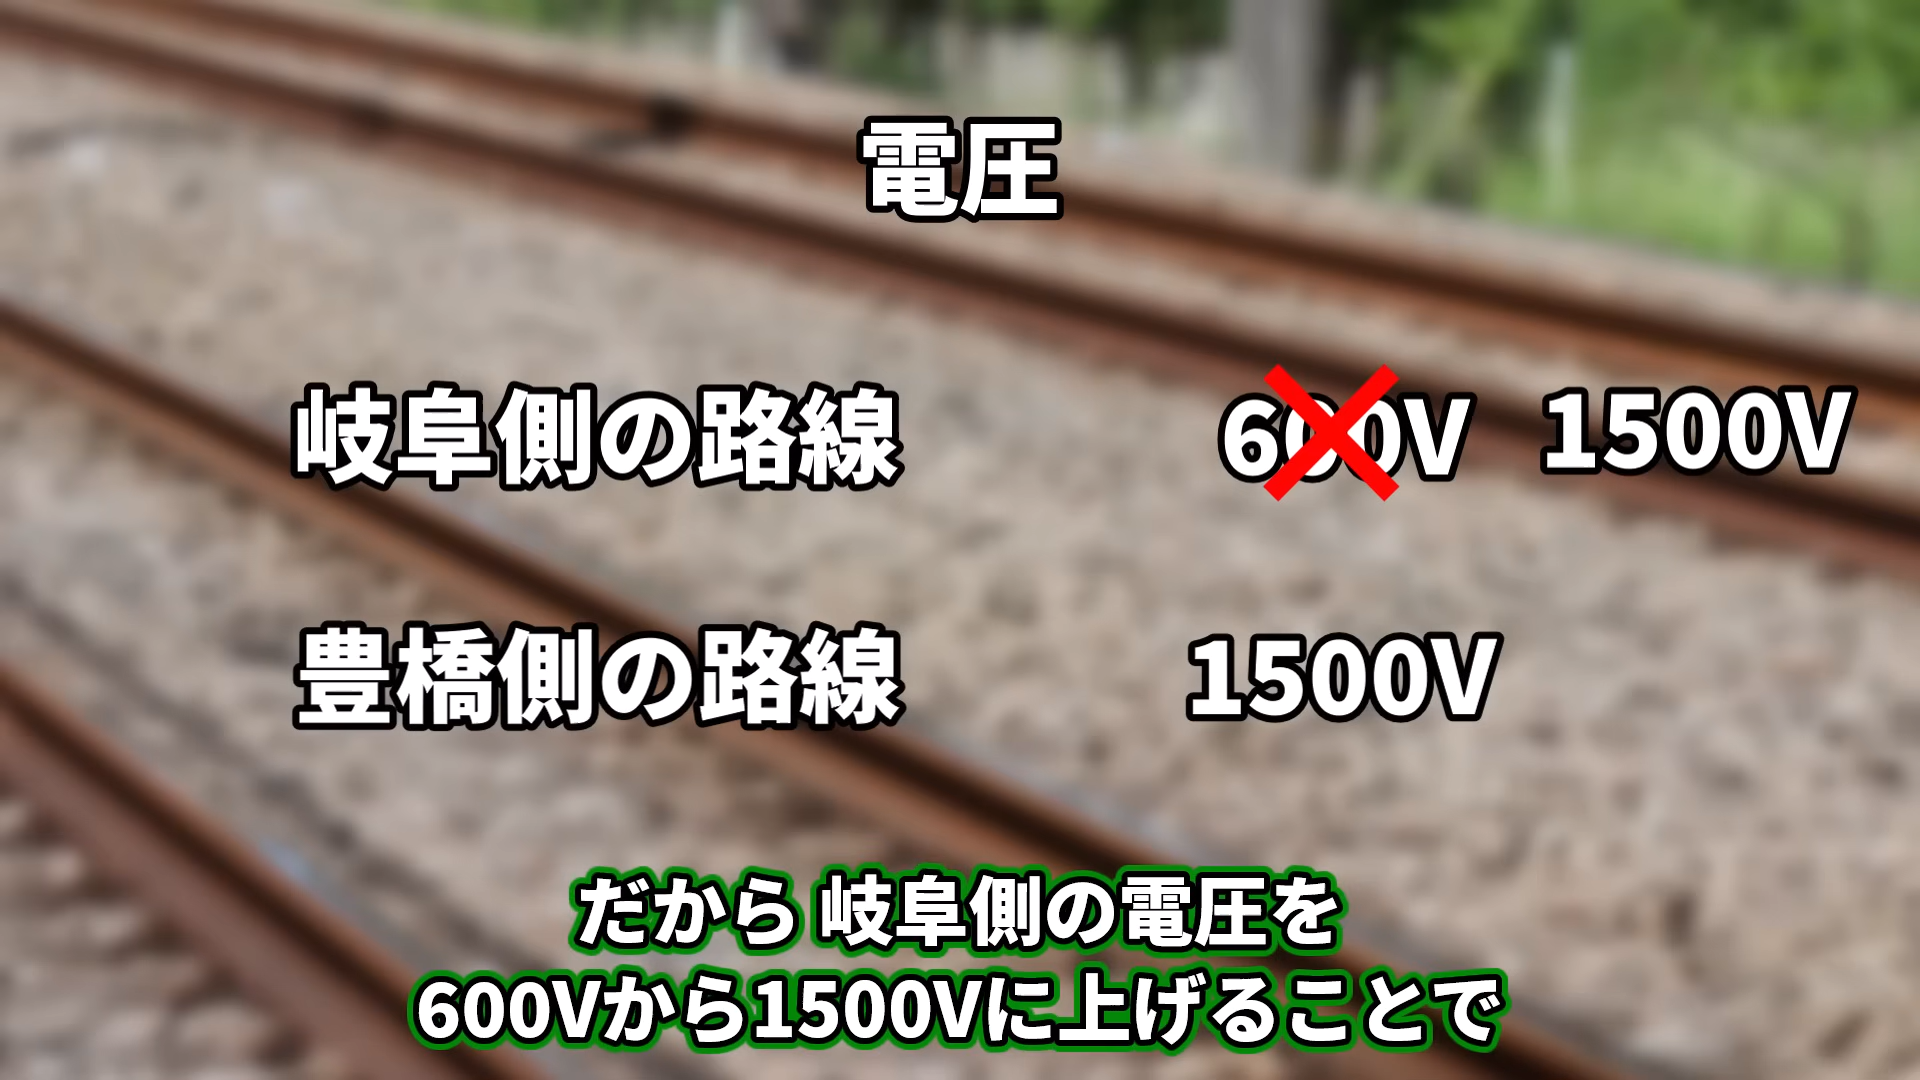 電圧
岐阜側の路線 600V 1500V
豊橋側の路線 1500V
だから 岐阜側の電圧を
600Vから1500Vに上げることで